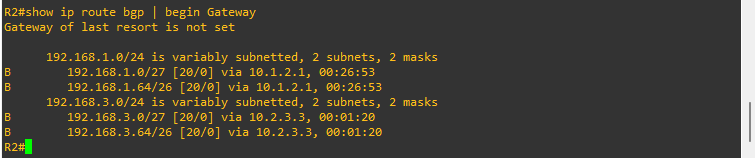 R2#show ip route bgp | begin Gateway
Gateway of last resort is not set
192.168.1.0/24 is variably subnetted, 2 subnets, 2 masks
B 192.168.1.0/27 [20/0] via 10.1.2.1, 00:26:53
B 192.168.1.64/26 [20/0] via 10.1.2.1, 00:26:53
192.168.3.0/24 is variably subnetted, 2 subnets, 2 masks
B 192.168.3.0/27 [20/0] via 10.2.3.3, 00:01:20
B 192.168.3.64/26 [20/0] via 10.2.3.3, 00:01:20
R2#